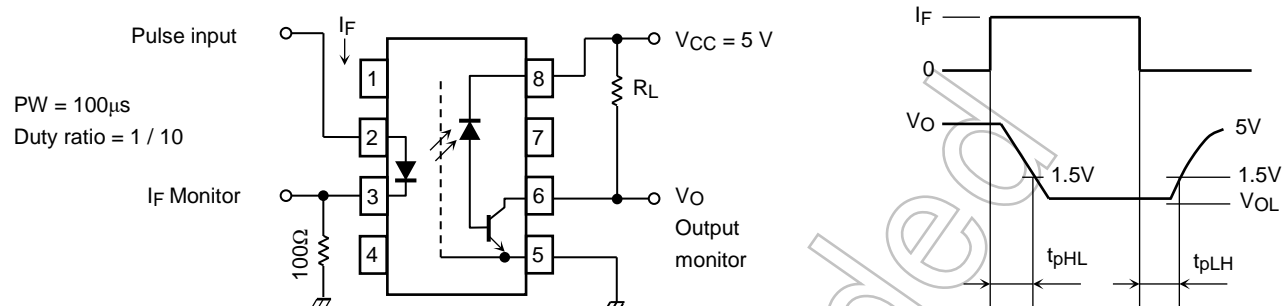 Pulse input
IF
VCC = 5 V
PW = 100μs
Duty ratio = 1 / 10
1
2
3
4
8
7
6
5
RL
IF Monitor
100Ω
VO
Output
monitor
IF
0
VO
5V
1.5V
1.5V
VOL
tpHL
tpLH
ded